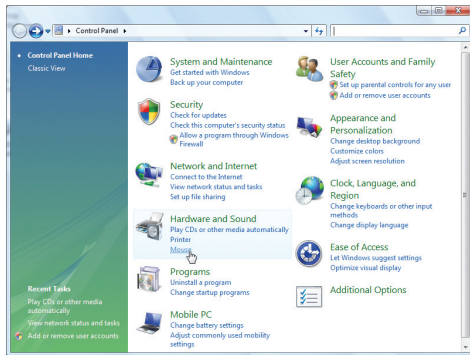 Control Panel
Control Panel Home
Classic View
System and Maintenance
Get started with Windows
Back up your computer
Security
Check for updates
Check this computer's security status
Allow a program through Windows
Firewall
Network and Internet
Connect to the Internet
View network status and tasks
Set up file sharing
Hardware and Sound
Play CDs or other media automatically
Printer
Mouse
Programs
Uninstall a program
Change startup programs
Mobile PC
Change battery settings
Adjust commonly used mobility
settings
User Accounts and Family
Safety
Set up parental controls for any user
Add or remove user accounts
Appearance and
Personalization
Change desktop background
Customize colors
Adjust screen resolution
Clock, Language, and
Region
Change keyboards or other input
methods
Change display language
Ease of Access
Let Windows suggest settings
Optimize visual display
Additional Options
Recent Tasks
Play CDs or other media
automatically
View network status and tasks
Add or remove user accounts